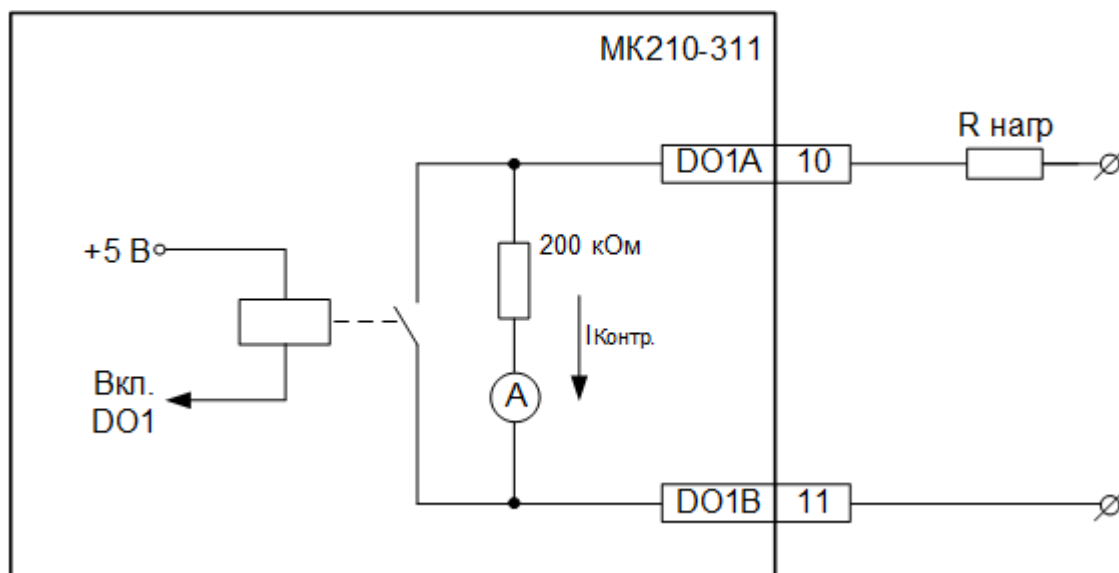 МК210-311
R нагр
DO1A 10
200 кОм
+5 В
Iконтр.
Вкл.
DO1
A
DO1B 11